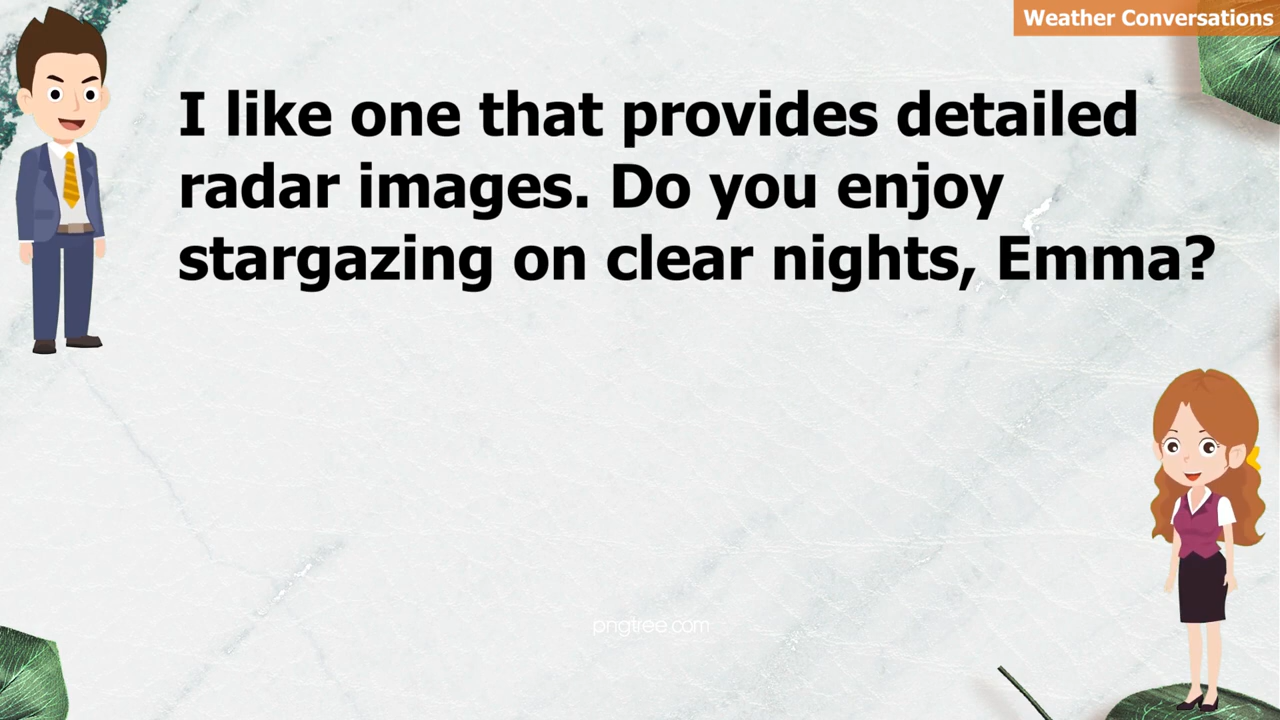 Weather Conversations
I like one that provides detailed
radar images. Do you enjoy
stargazing on clear nights, Emma?
pngtree.com